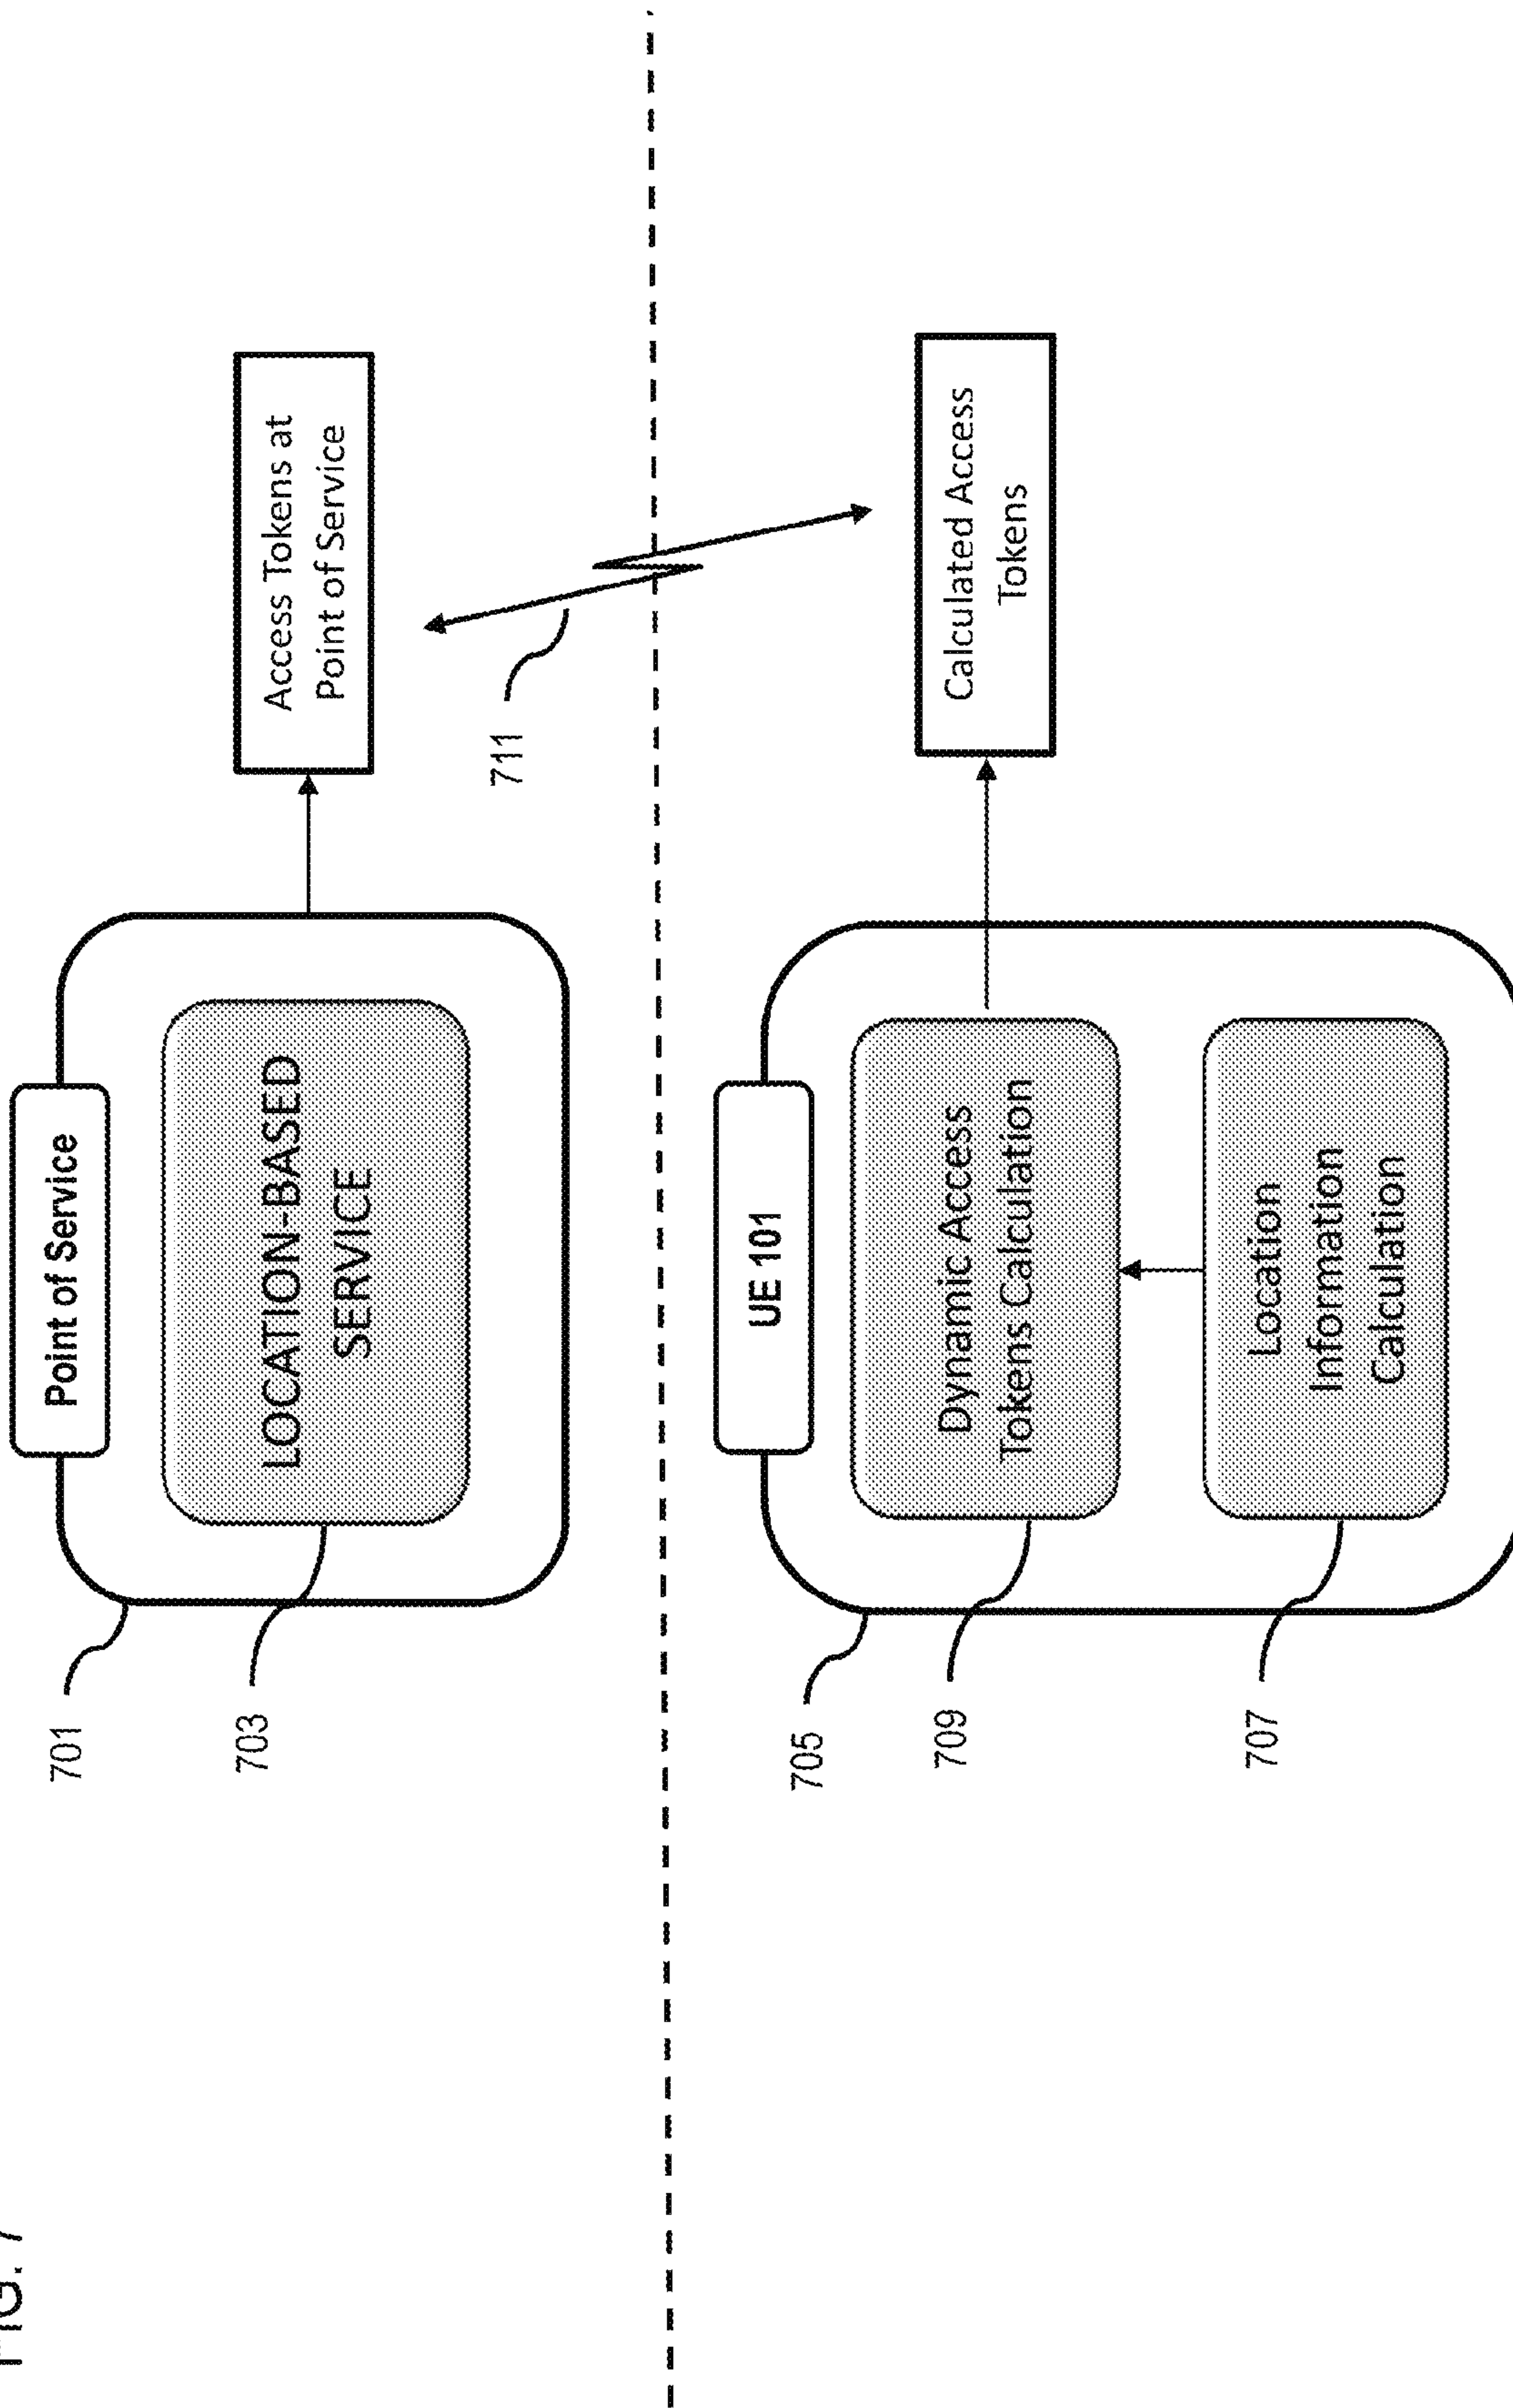 FIG. 7
Point of Service
701
LOCATION-BASED
SERVICE
703
Access Tokens at
Point of Service
711
UE 101
705
Dynamic Access
Tokens Calculation
709
Calculated Access
Tokens
Location
Information
Calculation
707